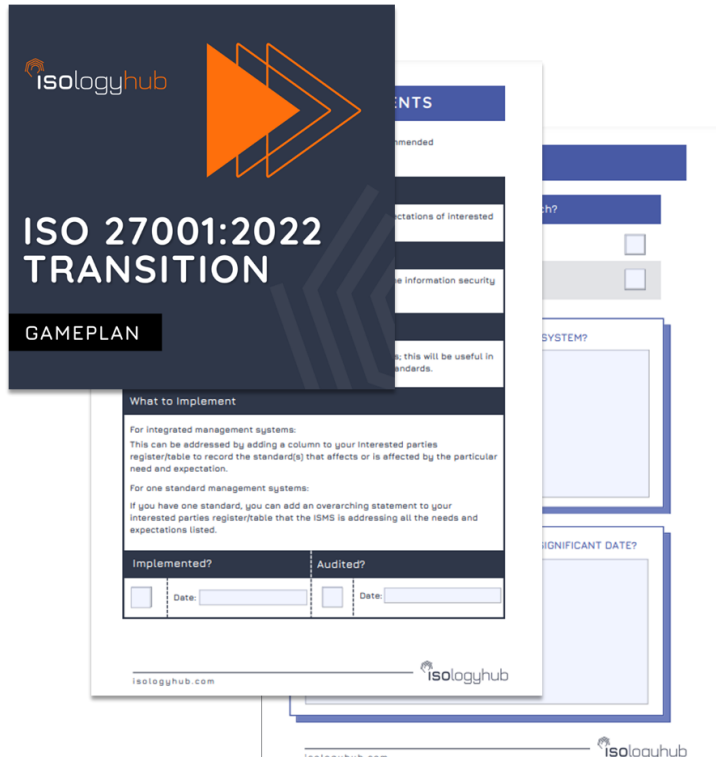 isologyhub
ISO 27001:2022
TRANSITION
GAMEPLAN
ENTS
mmended
ectations of interested
e information security
s; this will be useful in
andards.
What to Implement
For integrated management systems:
This can be addressed by adding a column to your Interested parties
register/table to record the standard(s) that affects or is affected by the particular
need and expectation.
For one standard management systems:
If you have one standard, you can add an overarching statement to your
interested parties register/table that the ISMS is addressing all the needs and
expectations listed.
Implemented? Audited?
Date: Date:
isologyhub.com isologyhub
ch?
SYSTEM?
SIGNIFICANT DATE?
isologyhub.com isologyhub